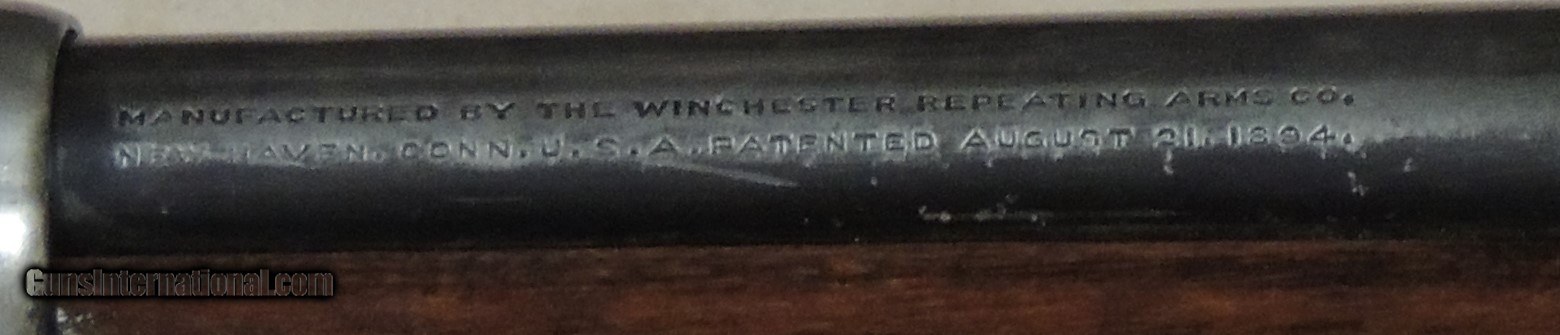 MANUFACTURED BY THE WINCHESTER REPEATING ARMS CO.
NEW HAVEN. CONN. U.S.A. PATENTED AUGUST 21. 1894.
GunsInternational.com